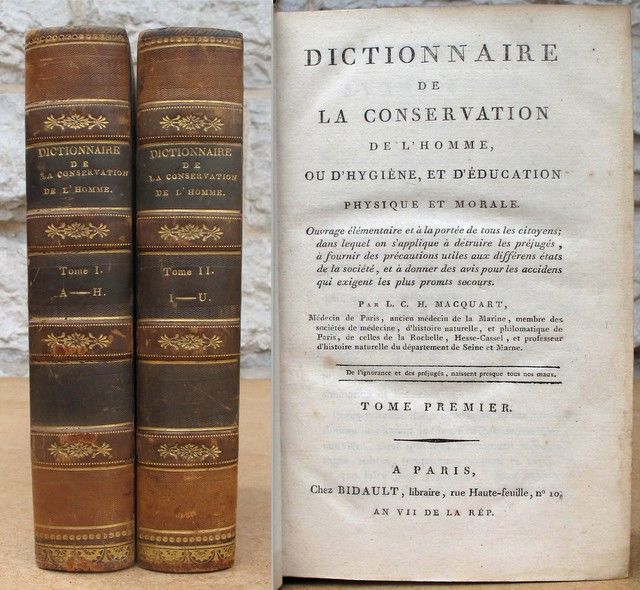 DICTIONNAIRE
DE
LA CONSERVATION
DE L'HOMME.
Tome I.
A—H.
DICTIONNAIRE
DE
LA CONSERVATION
DE L'HOMME.
Tome II.
I—U.
DICTIONNAIRE
DE
LA CONSERVATION
DE L'HOMME,
OU D'HYGIÈNE, ET D'ÉDUCATION
PHYSIQUE ET MORALE.
Ouvrage élémentaire et à la portée de tous les citoyens;
dans lequel on s'applique à détruire les préjugés,
à fournir des précautions utiles aux différens états
de la société, et à donner des avis pour les accidens
qui exigent les plus promts secours.
PAR L. C. H. MACQUART,
Médecin de Paris, ancien médecin de la Marine, membre des
sociétés de médecine, d'histoire naturelle, et philomatique de
Paris, de celles de la Rochelle, Hesse-Cassel, et professeur
d'histoire naturelle du département de Seine et Marne.
De l'ignorance et des préjugés, naissent presque tous nos maux.
TOME PREMIER.
A PARIS,
Chez BIDAULT, libraire, rue Haute-feuille, n° 10,
AN VII DE LA RÉP.